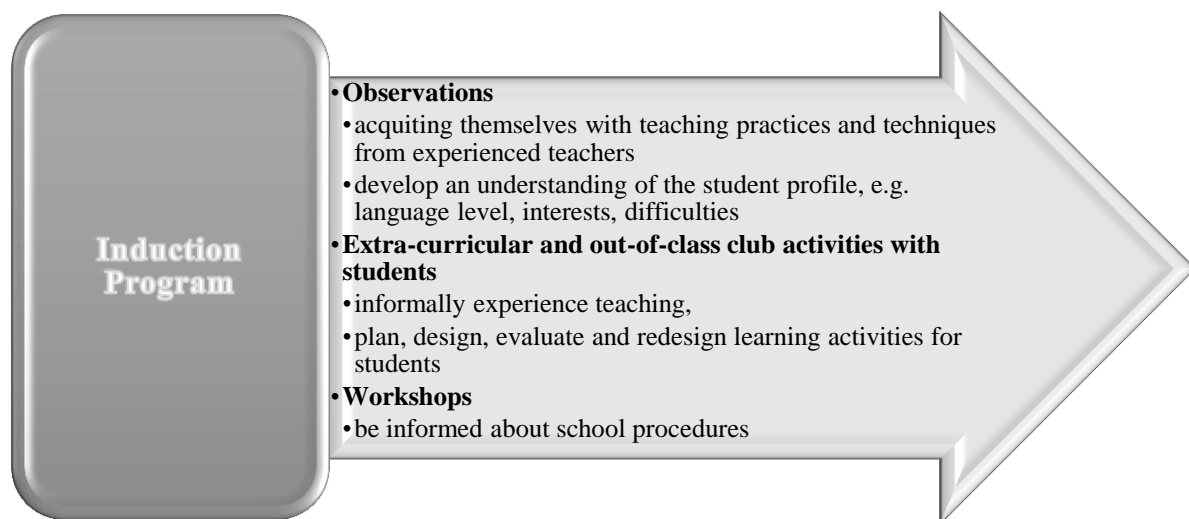 Induction
Program
•Observations
•acquiting themselves with teaching practices and techniques
from experienced teachers
•develop an understanding of the student profile, e.g.
language level, interests, difficulties
•Extra-curricular and out-of-class club activities with
students
•informally experience teaching,
•plan, design, evaluate and redesign learning activities for
students
•Workshops
•be informed about school procedures